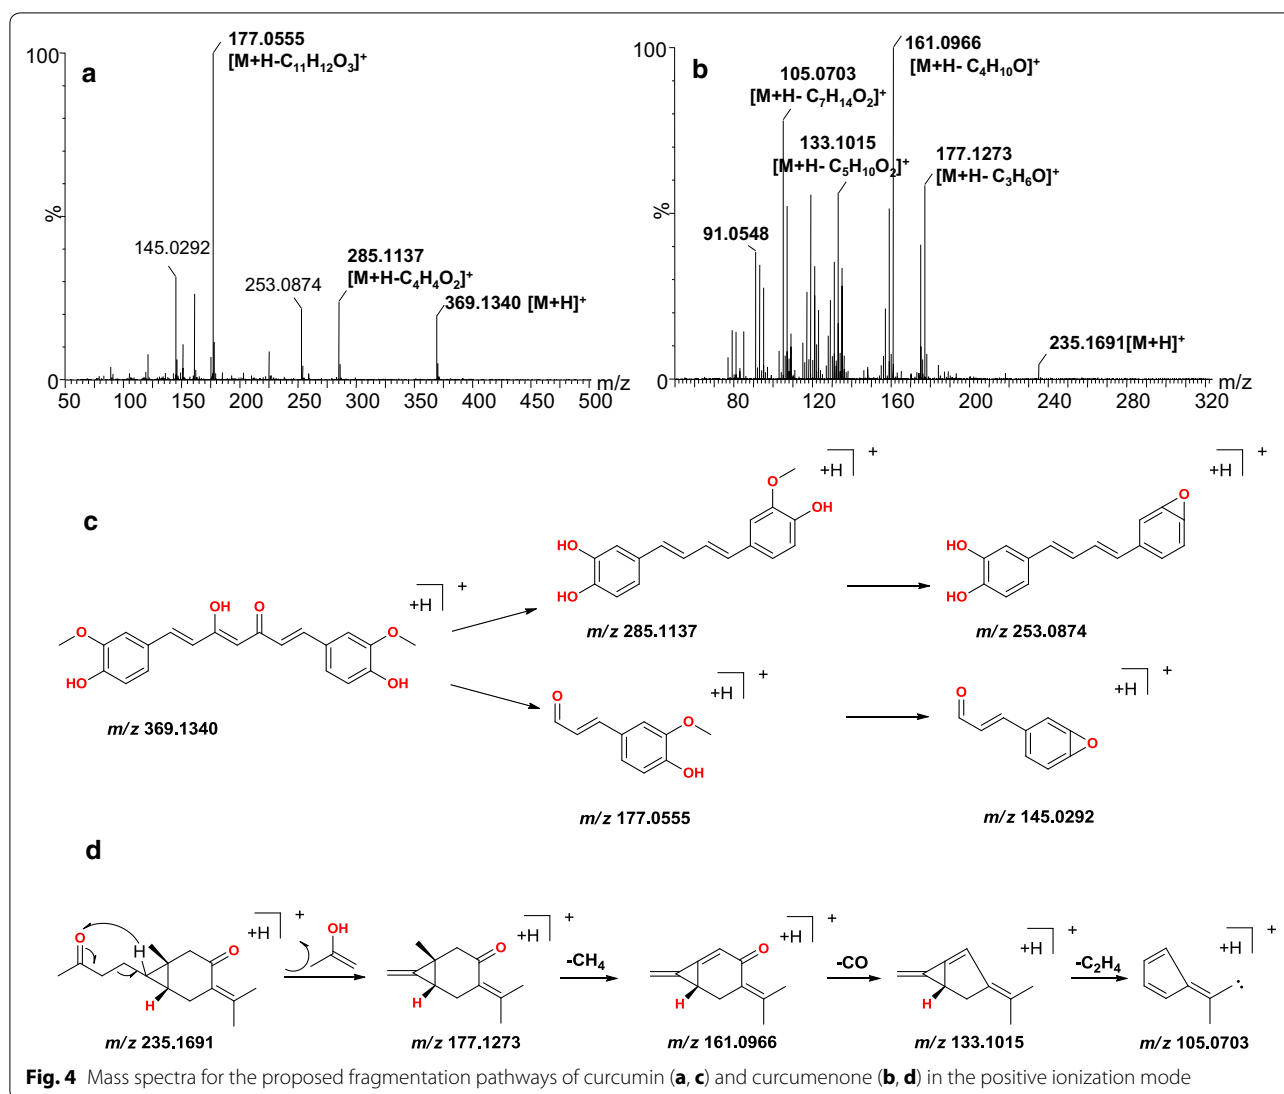 a
100
%
0
177.0555
[M+H-C₁₁H₁₂O₃]⁺
145.0292
253.0874
285.1137
[M+H-C₄H₄O₂]⁺
369.1340 [M+H]⁺
50 100 150 200 250 300 350 400 450 500
m/z
b
100
%
0
161.0966
[M+H- C₄H₁₀O]⁺
105.0703
[M+H- C₇H₁₄O₂]⁺
133.1015
[M+H- C₅H₁₀O₂]⁺
177.1273
[M+H- C₃H₆O]⁺
91.0548
235.1691[M+H]⁺
80 120 160 200 240 280 320
m/z
c
OH O
O O
HO OH
+H +
m/z 369.1340
O
OH
HO
HO
+H +
m/z 285.1137
O
HO
HO
+H +
m/z 253.0874
O
O
OH
+H +
m/z 177.0555
O
O
+H +
m/z 145.0292
d
O H O
H
+H +
m/z 235.1691
OH
O
H
+H +
m/z 177.1273
-CH₄
O
H
+H +
m/z 161.0966
-CO
H
+H +
m/z 133.1015
-C₂H₄
+H +
:
m/z 105.0703
Fig. 4 Mass spectra for the proposed fragmentation pathways of curcumin (a, c) and curcumenone (b, d) in the positive ionization mode